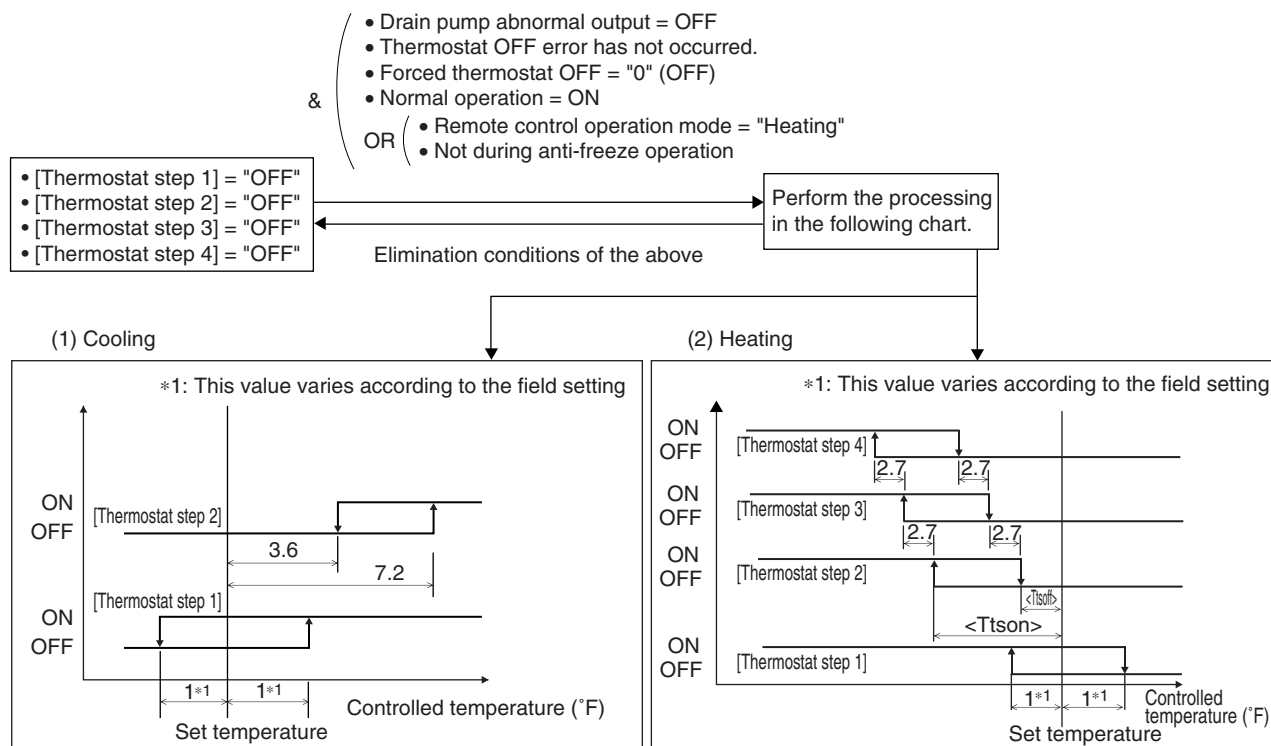 • Drain pump abnormal output = OFF
• Thermostat OFF error has not occurred.
• Forced thermostat OFF = "0" (OFF)
• Normal operation = ON
&
OR
• Remote control operation mode = "Heating"
• Not during anti-freeze operation
• [Thermostat step 1] = "OFF"
• [Thermostat step 2] = "OFF"
• [Thermostat step 3] = "OFF"
• [Thermostat step 4] = "OFF"
Perform the processing
in the following chart.
Elimination conditions of the above
(1) Cooling
*1: This value varies according to the field setting
ON
OFF
[Thermostat step 2]
3.6
7.2
[Thermostat step 1]
ON
OFF
1*1
1*1
Controlled temperature (˚F)
Set temperature
(2) Heating
*1: This value varies according to the field setting
ON
OFF
[Thermostat step 4]
2.7
2.7
ON
OFF
[Thermostat step 3]
2.7
2.7
ON
OFF
[Thermostat step 2]
<Ttsoff>
<Ttson>
ON
OFF
[Thermostat step 1]
1*1
1*1
Controlled
temperature (˚F)
Set temperature